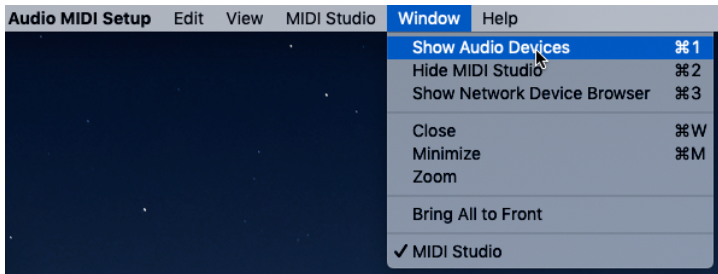 Audio MIDI Setup Edit View MIDI Studio Window Help
Show Audio Devices ⌘1
Hide MIDI Studio ⌘2
Show Network Device Browser ⌘3
Close ⌘W
Minimize ⌘M
Zoom
Bring All to Front
✓ MIDI Studio